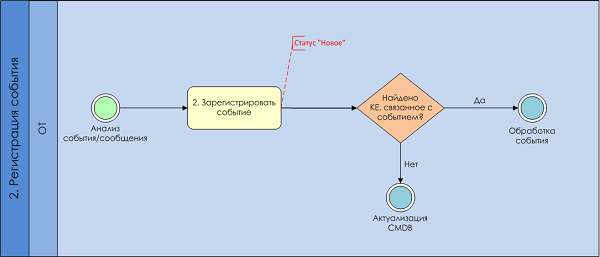 2. Регистрация события
ОТ
Статус "Новое"
Анализ
события/сообщения
2. Зарегистрировать
событие
Найдено
КЕ, связанное с
событием?
Да
Обработка
события
Нет
Актуализация
CMDB